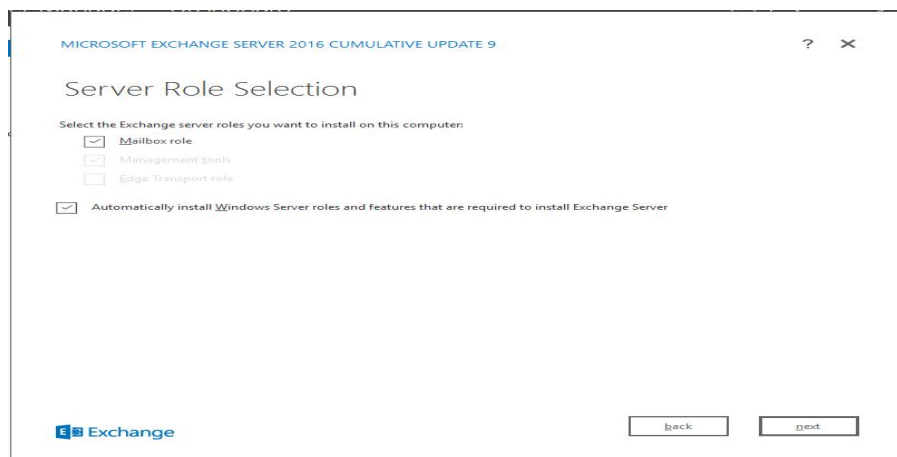 MICROSOFT EXCHANGE SERVER 2016 CUMULATIVE UPDATE 9
? ✕
Server Role Selection
Select the Exchange server roles you want to install on this computer:
Mailbox role
Management tools
Edge Transport role
Automatically install Windows Server roles and features that are required to install Exchange Server
Exchange
back
next